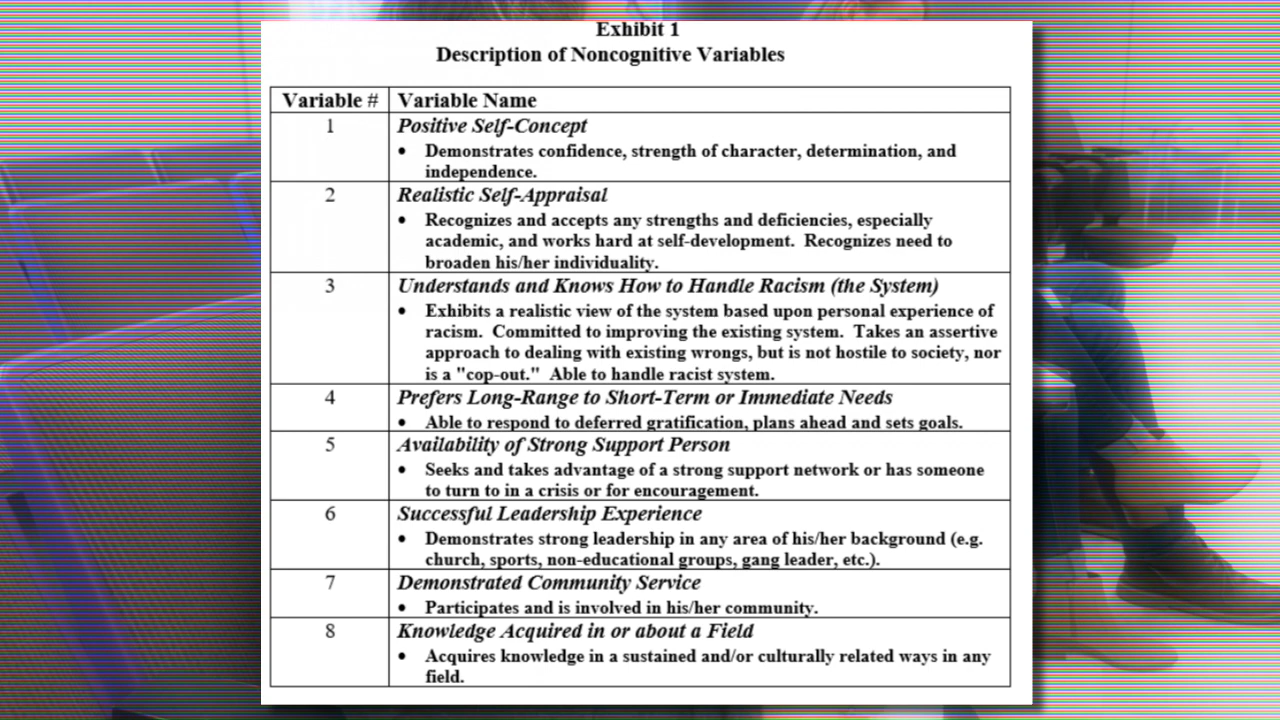 Exhibit 1
Description of Noncognitive Variables
Variable # Variable Name
1 Positive Self-Concept
• Demonstrates confidence, strength of character, determination, and
independence.
2 Realistic Self-Appraisal
• Recognizes and accepts any strengths and deficiencies, especially
academic, and works hard at self-development. Recognizes need to
broaden his/her individuality.
3 Understands and Knows How to Handle Racism (the System)
• Exhibits a realistic view of the system based upon personal experience of
racism. Committed to improving the existing system. Takes an assertive
approach to dealing with existing wrongs, but is not hostile to society, nor
is a "cop-out." Able to handle racist system.
4 Prefers Long-Range to Short-Term or Immediate Needs
• Able to respond to deferred gratification, plans ahead and sets goals.
5 Availability of Strong Support Person
• Seeks and takes advantage of a strong support network or has someone
to turn to in a crisis or for encouragement.
6 Successful Leadership Experience
• Demonstrates strong leadership in any area of his/her background (e.g.
church, sports, non-educational groups, gang leader, etc.).
7 Demonstrated Community Service
• Participates and is involved in his/her community.
8 Knowledge Acquired in or about a Field
• Acquires knowledge in a sustained and/or culturally related ways in any
field.